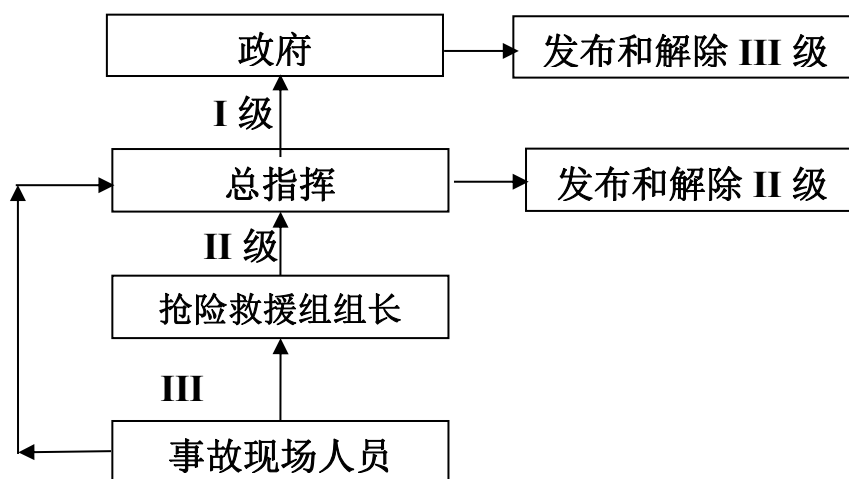 政府
发布和解除 III 级
I 级
总指挥
发布和解除 II 级
II 级
抢险救援组组长
III
事故现场人员